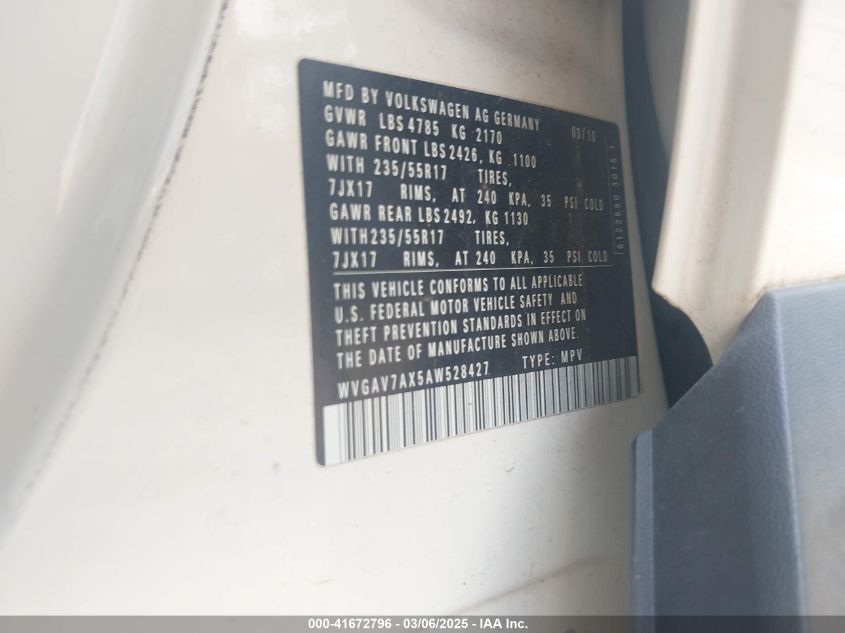 MFD BY VOLKSWAGEN AG GERMANY 03/10
GVWR LBS 4785 KG 2170
GAWR FRONT LBS 2426, KG 1100
WITH 235/55R17 TIRES,
7JX17 RIMS, AT 240 KPA, 35 PSI COLD
GAWR REAR LBS 2492, KG 1130
WITH 235/55R17 TIRES,
7JX17 RIMS, AT 240 KPA, 35 PSI COLD
THIS VEHICLE CONFORMS TO ALL APPLICABLE
U.S. FEDERAL MOTOR VEHICLE SAFETY AND
THEFT PREVENTION STANDARDS IN EFFECT ON
THE DATE OF MANUFACTURE SHOWN ABOVE.
WVGAV7AX5AW528427 TYPE: MPV
000-41672796 - 03/06/2025 - IAA Inc.